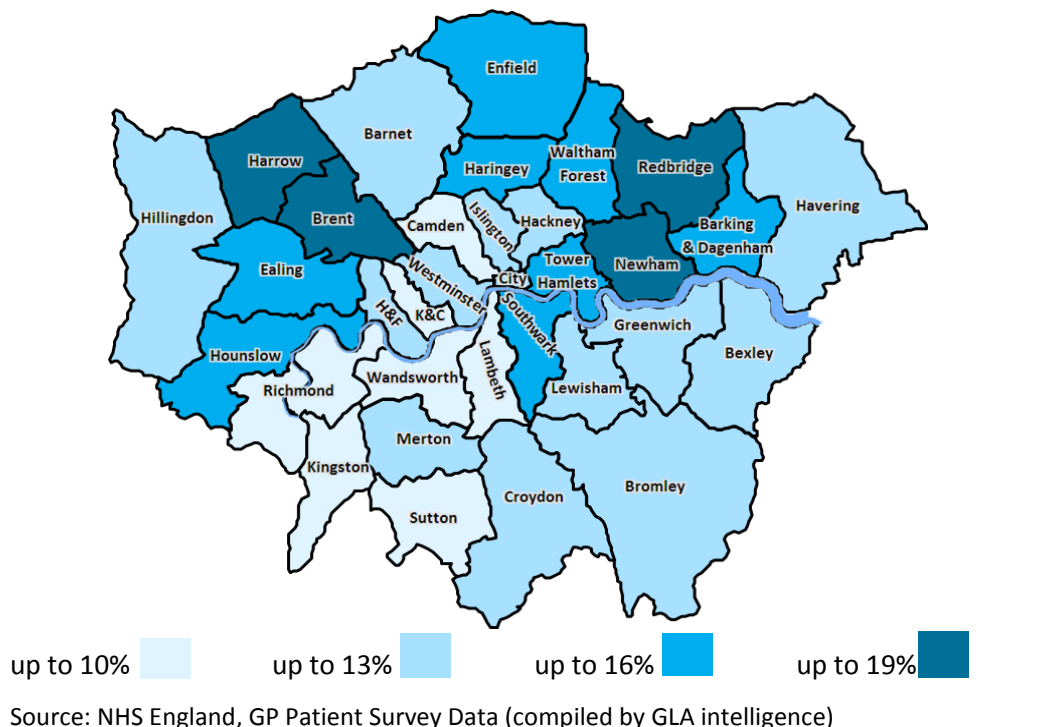 Enfield
Barnet
Waltham
Forest
Harrow
Haringey
Redbridge
Hillingdon
Brent
Camden
Islington
Hackney
Havering
Barking
& Dagenham
Ealing
Westminster
City
Tower
Hamlets
Newham
H&F
K&C
Southwark
Greenwich
Hounslow
Bexley
Richmond
Wandsworth
Lambeth
Lewisham
Merton
Kingston
Croydon
Bromley
Sutton
up to 10% up to 13% up to 16% up to 19%
Source: NHS England, GP Patient Survey Data (compiled by GLA intelligence)